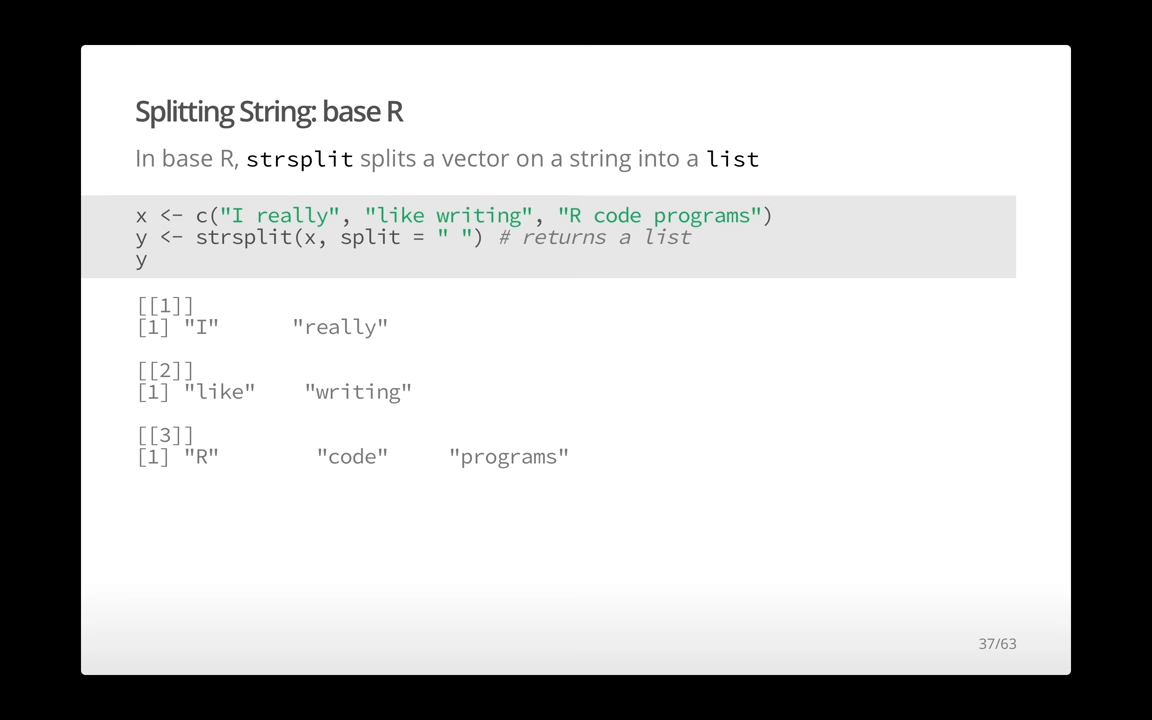 Splitting String: base R
In base R, strsplit splits a vector on a string into a list
x <- c("I really", "like writing", "R code programs")
y <- strsplit(x, split = " ") # returns a list
y
[[1]]
[1] "I"      "really"
[[2]]
[1] "like"    "writing"
[[3]]
[1] "R"        "code"     "programs"
37/63